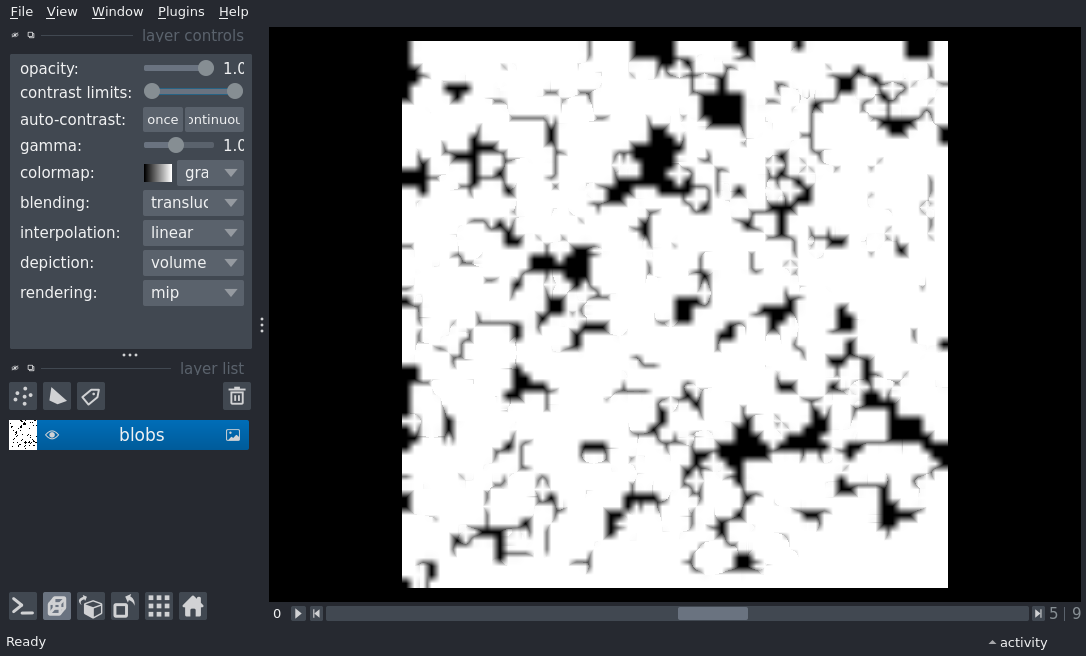 File View Window Plugins Help
layer controls
opacity: 1.0
contrast limits:
auto-contrast: once ontinuou
gamma: 1.0
colormap: gra
blending: transluc
interpolation: linear
depiction: volume
rendering: mip
layer list
blobs
0 5 | 9
Ready activity